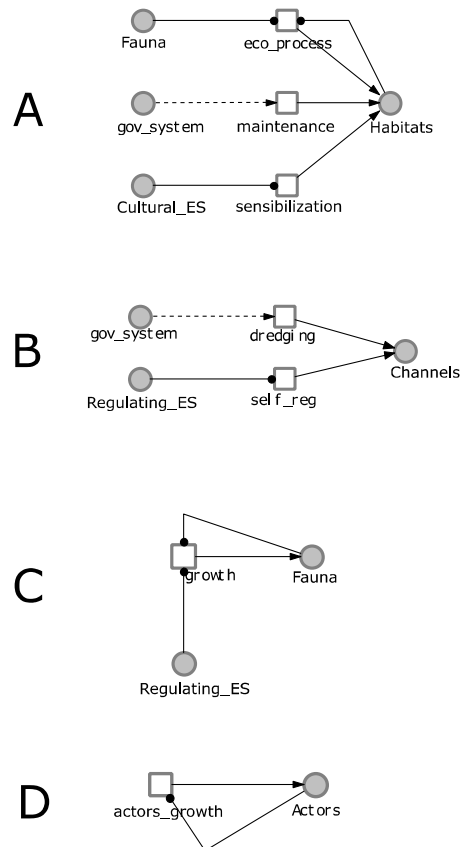 Fauna eco_process
A
gov_system maintenance Habitats
Cultural_ES sensibilization
gov_system dredging
B
Channels
Regulating_ES self_reg
C
growth Fauna
Regulating_ES
D
actors_growth Actors